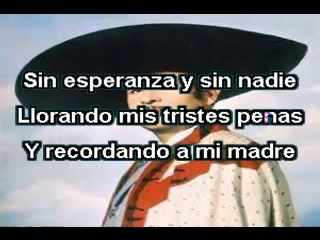 Sin esperanza y sin nadie
Llorando mis tristes penas
Y recordando a mi madre